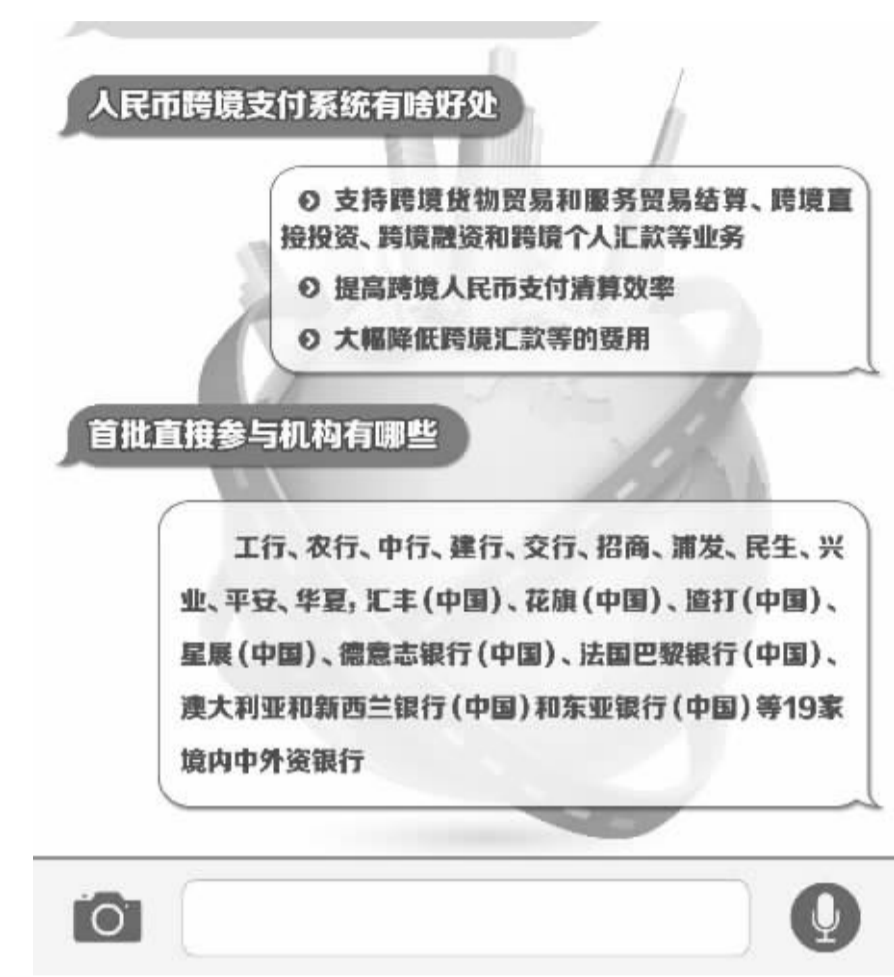 人民币跨境支付系统有啥好处
支持跨境货物贸易和服务贸易结算、跨境直
接投资、跨境融资和跨境个人汇款等业务
提高跨境人民币支付清算效率
大幅降低跨境汇款等的费用
首批直接参与机构有哪些
工行、农行、中行、建行、交行、招商、浦发、民生、兴
业、平安、华夏，汇丰(中国)、花旗(中国)、渣打(中国)、
星展(中国)、德意志银行(中国)、法国巴黎银行(中国)、
澳大利亚和新西兰银行(中国)和东亚银行(中国)等19家
境内中外资银行